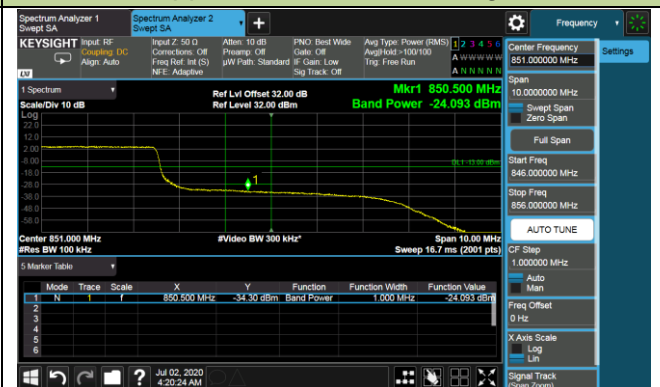 Spectrum Analyzer 1
Swept SA
Spectrum Analyzer 2
Swept SA
+
Frequency
KEYSIGHT
Input: RF
Coupling: DC
Align: Auto
Input Z: 50 Ω
Corrections: Off
Freq Ref: Int (S)
NFE: Adaptive
Atten: 10 dB
Preamp: Off
µW Path: Standard
PNO: Best Wide
Gate: Off
IF Gain: Low
Sig Track: Off
Avg Type: Power (RMS)
Avg|Hold:>100/100
Trig: Free Run
1 2 3 4 5 6
A W W W W W
A N N N N N
LXI
1 Spectrum
Scale/Div 10 dB
Ref Lvl Offset 32.00 dB
Ref Level 32.00 dBm
Mkr1 850.500 MHz
Band Power -24.093 dBm
Log
22.0
12.0
2.00
-8.00
-18.0
-28.0
-38.0
-48.0
-58.0
DL1 -13.00 dBm
1
Center 851.000 MHz
#Res BW 100 kHz
#Video BW 300 kHz*
Span 10.00 MHz
Sweep 16.7 ms (2001 pts)
5 Marker Table
Mode Trace Scale X Y Function Function Width Function Value
1 N 1 f 850.500 MHz -34.30 dBm Band Power 1.000 MHz -24.093 dBm
2
3
4
5
6
Center Frequency
851.000000 MHz
Settings
Span
10.0000000 MHz
Swept Span
Zero Span
Full Span
Start Freq
846.000000 MHz
Stop Freq
856.000000 MHz
AUTO TUNE
CF Step
1.000000 MHz
Auto
Man
Freq Offset
0 Hz
X Axis Scale
Log
Lin
Signal Track
(Span Zoom)
?
Jul 02, 2020
4:20:24 AM